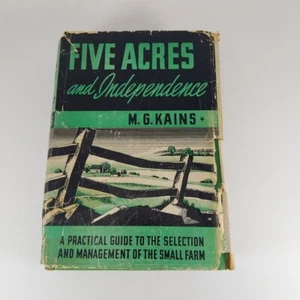 FIVE ACRES
and Independence
M. G. KAINS
A PRACTICAL GUIDE TO THE SELECTION
AND MANAGEMENT OF THE SMALL FARM